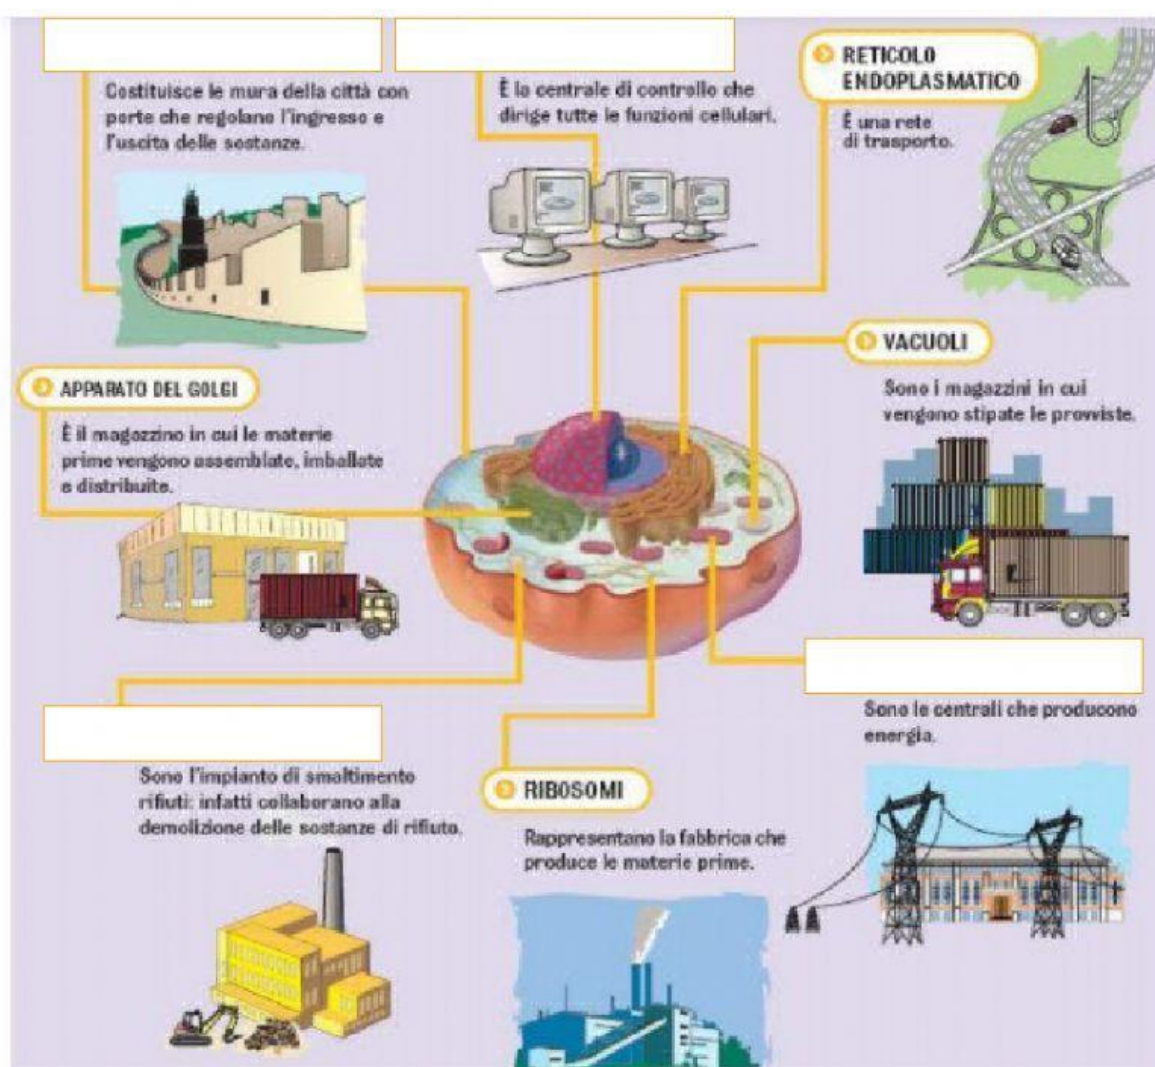 Costituisce le mura della città con
porte che regolano l'ingresso e
l'uscita delle sostanze.
È la centrale di controllo che
dirige tutte le funzioni cellulari.
RETICOLO
ENDOPLASMATICO
È una rete
di trasporto.
APPARATO DEL GOLGI
È il magazzino in cui le materie
prime vengono assemblate, imballate
e distribuite.
VACUOLI
Sono i magazzini in cui
vengono stipate le provviste.
Sono le centrali che producono
energia.
Sono l'impianto di smaltimento
rifiuti: infatti collaborano alla
demolizione delle sostanze di rifiuto.
RIBOSOMI
Rappresentano la fabbrica che
produce le materie prime.